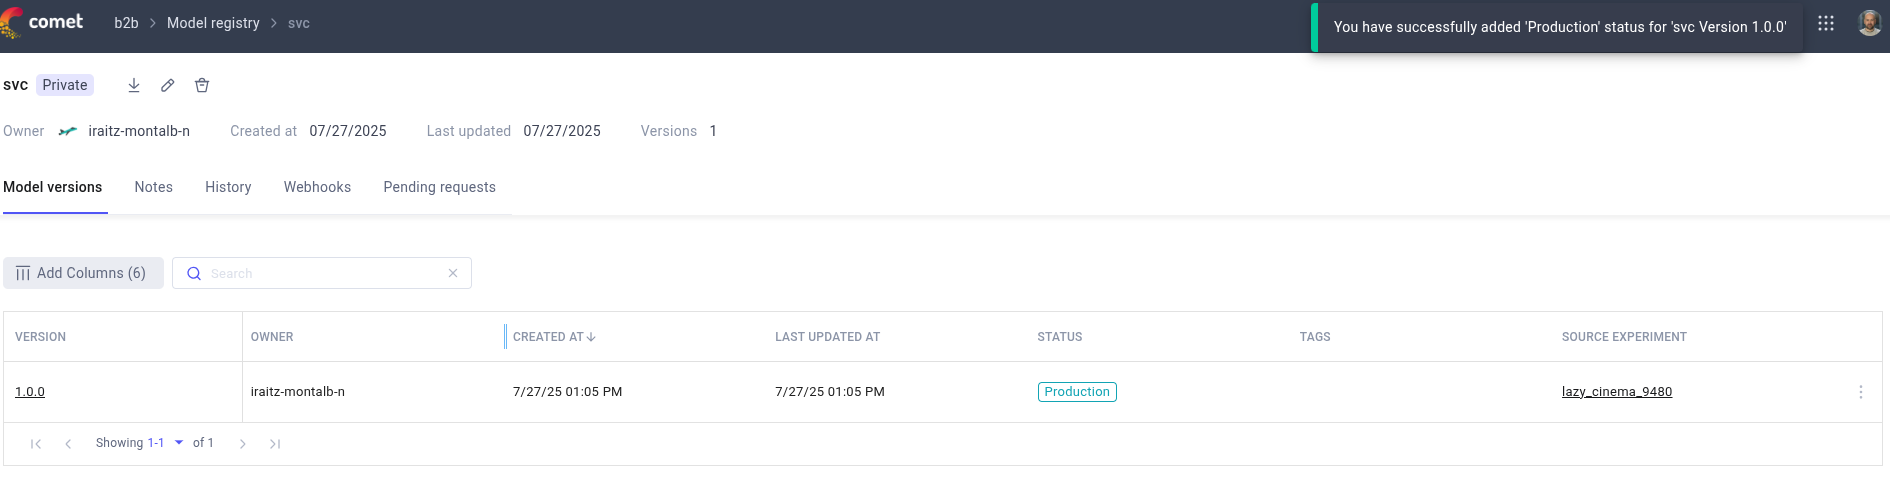 comet b2b Model registry svc You have successfully added 'Production' status for 'svc Version 1.0.0'
svc Private
Owner iraitz-montalb-n Created at 07/27/2025 Last updated 07/27/2025 Versions 1
Model versions Notes History Webhooks Pending requests
Add Columns (6) Search
VERSION OWNER CREATED AT LAST UPDATED AT STATUS TAGS SOURCE EXPERIMENT
1.0.0 iraitz-montalb-n 7/27/25 01:05 PM 7/27/25 01:05 PM Production lazy_cinema_9480
Showing 1-1 of 1